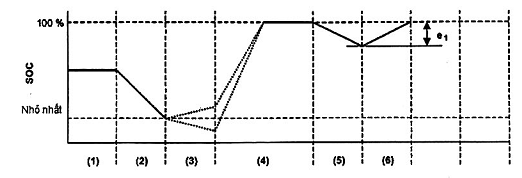 100 %
SOC
Nhỏ nhất
e1
(1) (2) (3) (4) (5) (6)